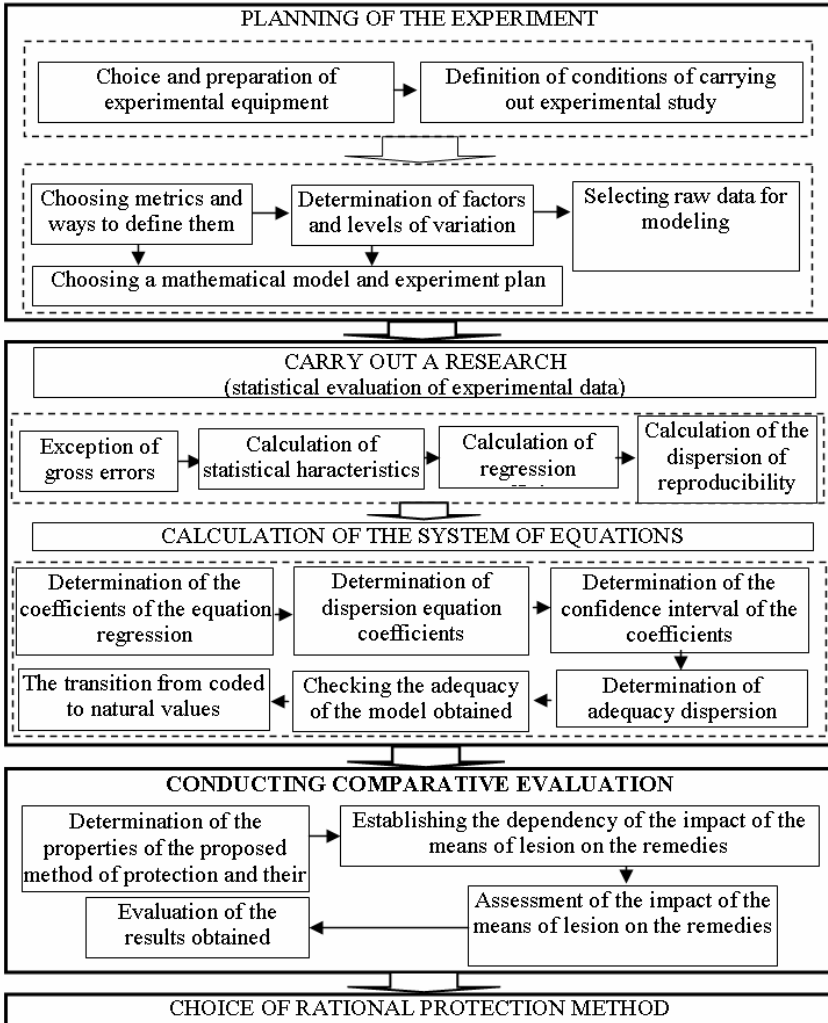 PLANNING OF THE EXPERIMENT
Choice and preparation of
experimental equipment
Definition of conditions of carrying
out experimental study
Choosing metrics and
ways to define them
Determination of factors
and levels of variation
Selecting raw data for
modeling
Choosing a mathematical model and experiment plan
CARRY OUT A RESEARCH
(statistical evaluation of experimental data)
Exception of
gross errors
Calculation of
statistical haracteristics
Calculation of
regression
Calculation of the
dispersion of
reproducibility
CALCULATION OF THE SYSTEM OF EQUATIONS
Determination of the
coefficients of the equation
regression
Determination of
dispersion equation
coefficients
Determination of the
confidence interval of the
coefficients
The transition from coded
to natural values
Checking the adequacy
of the model obtained
Determination of
adequacy dispersion
CONDUCTING COMPARATIVE EVALUATION
Determination of the
properties of the proposed
method of protection and their
Establishing the dependency of the impact of the
means of lesion on the remedies
Evaluation of the
results obtained
Assessment of the impact of the
means of lesion on the remedies
CHOICE OF RATIONAL PROTECTION METHOD